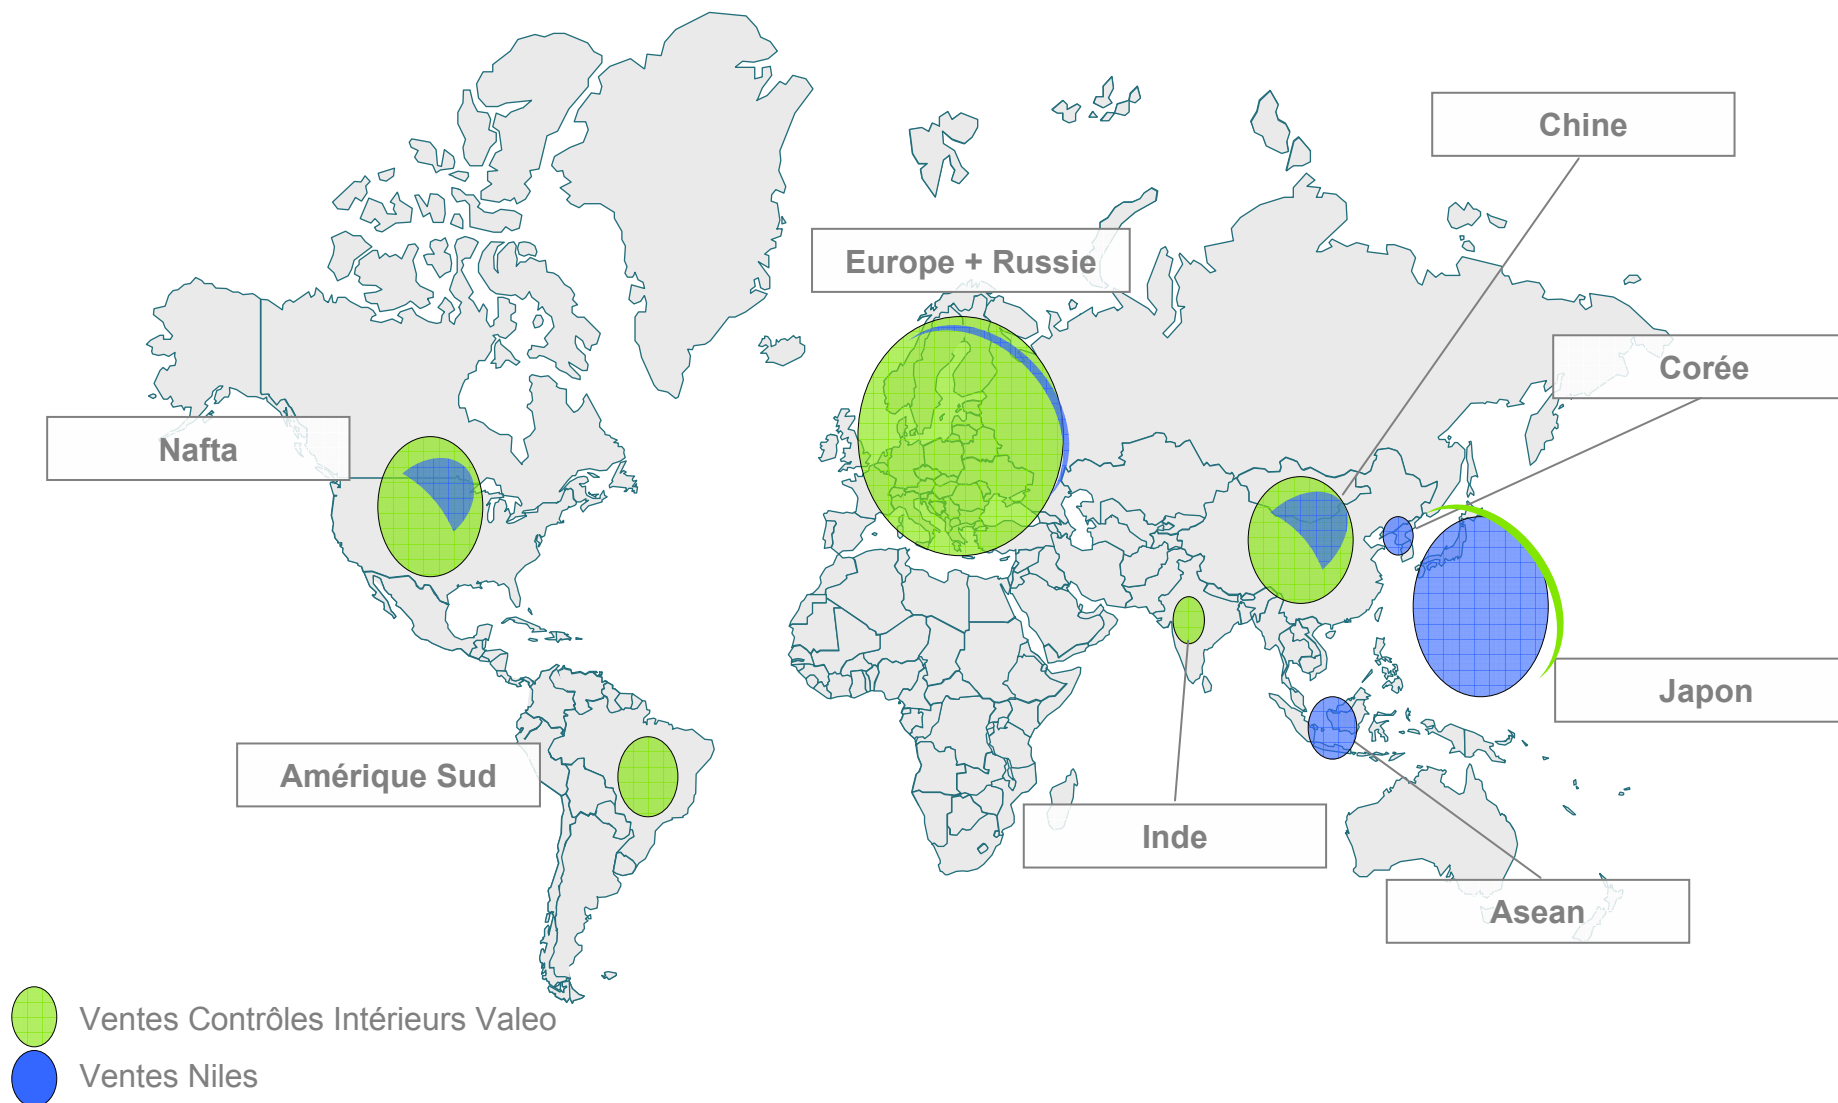 Chine
Europe + Russie
Corée
Nafta
Japon
Amérique Sud
Inde
Asean
Ventes Contrôles Intérieurs Valeo
Ventes Niles